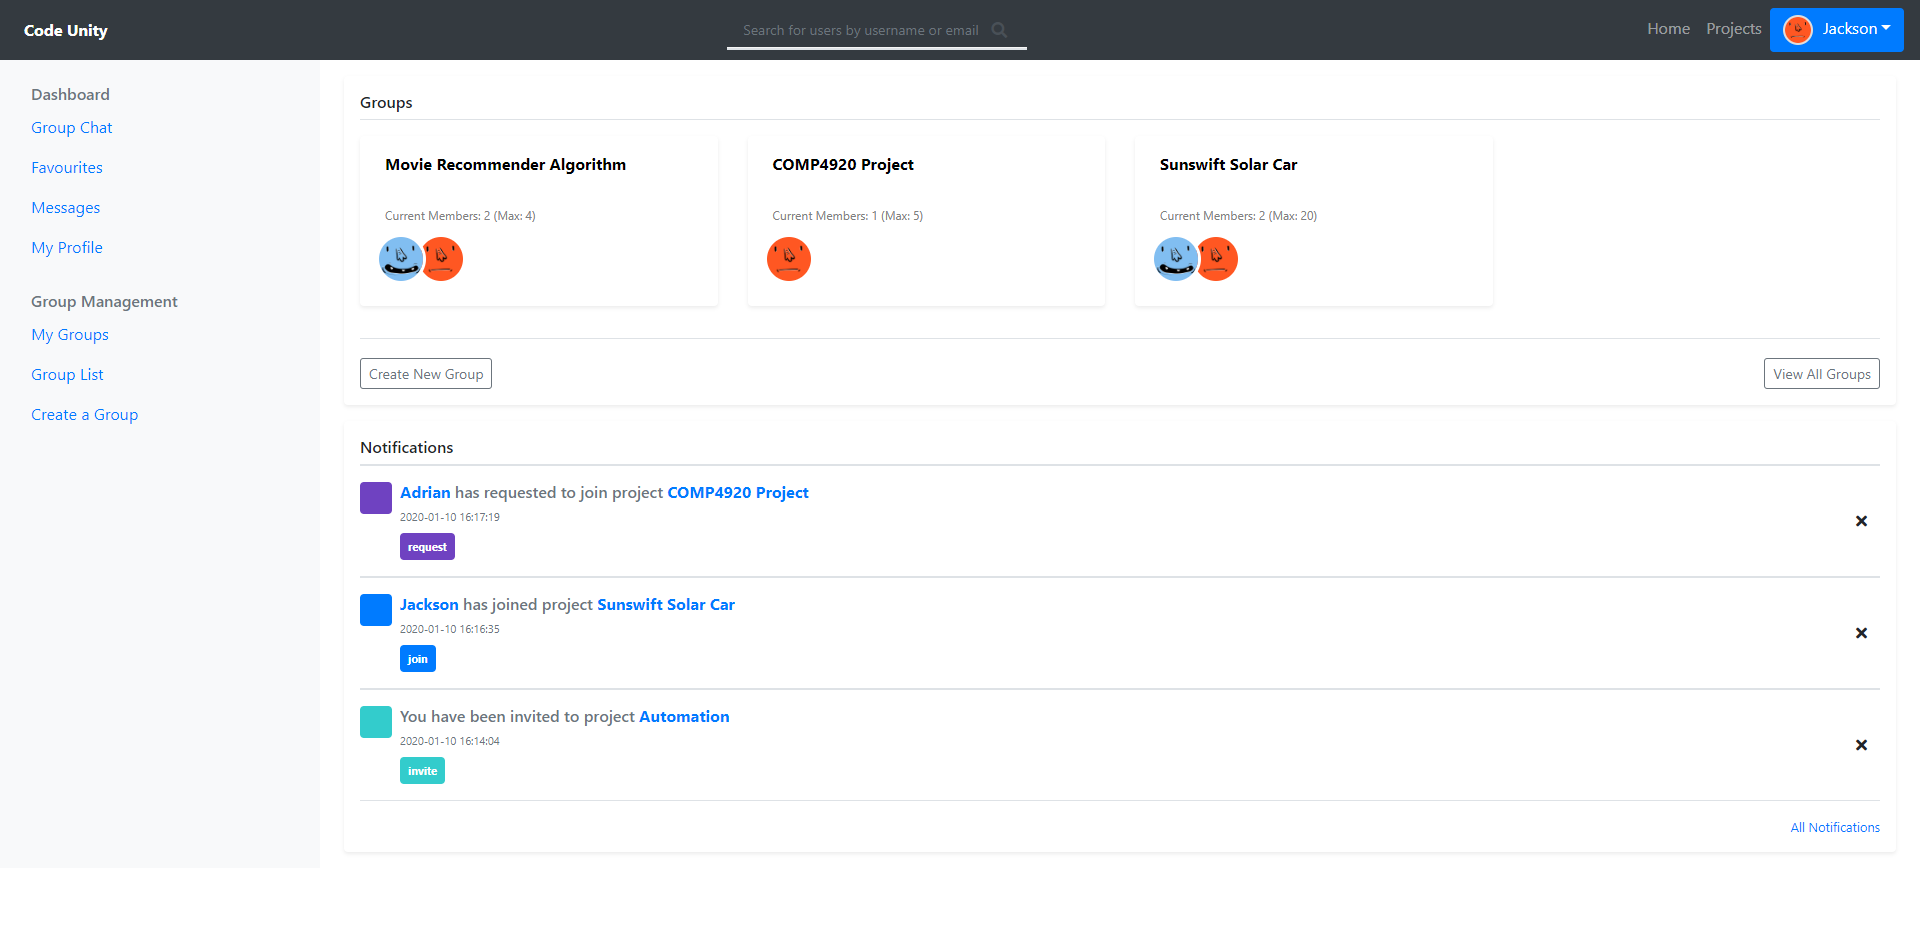 Code Unity
Search for users by username or email
Home
Projects
Jackson
Dashboard
Group Chat
Favourites
Messages
My Profile
Group Management
My Groups
Group List
Create a Group
Groups
Movie Recommender Algorithm
Current Members: 2 (Max: 4)
COMP4920 Project
Current Members: 1 (Max: 5)
Sunswift Solar Car
Current Members: 2 (Max: 20)
Create New Group
View All Groups
Notifications
Adrian has requested to join project COMP4920 Project
2020-01-10 16:17:19
request
Jackson has joined project Sunswift Solar Car
2020-01-10 16:16:35
join
You have been invited to project Automation
2020-01-10 16:14:04
invite
All Notifications